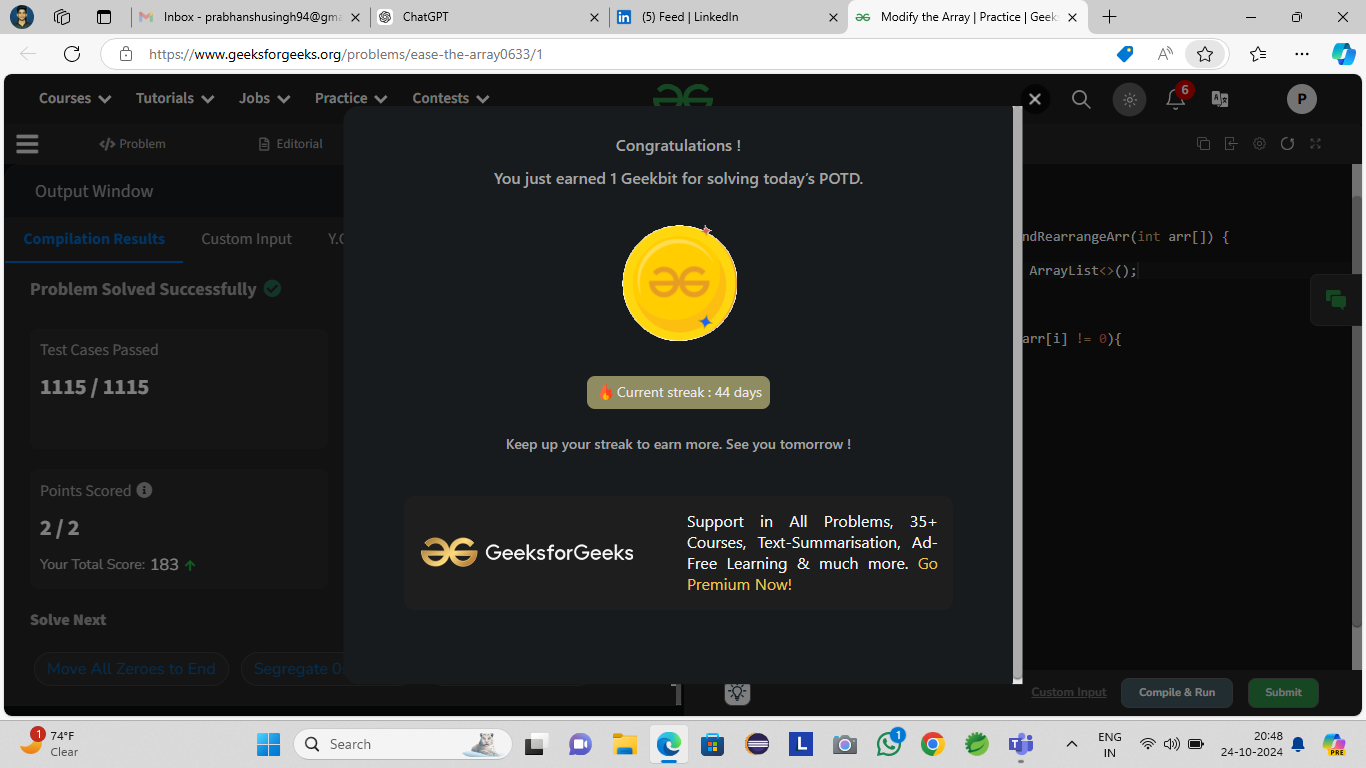 Inbox - prabhanshusingh94@gma
ChatGPT
(5) Feed | LinkedIn
Modify the Array | Practice | Geek
https://www.geeksforgeeks.org/problems/ease-the-array0633/1
Courses
Tutorials
Jobs
Practice
Contests
6
P
Problem
Editorial
Output Window
Compilation Results
Custom Input
Y.O
Problem Solved Successfully
Test Cases Passed
1115 / 1115
Points Scored
2 / 2
Your Total Score: 183
Solve Next
Move All Zeroes to End
Segregate 0
Congratulations !
You just earned 1 Geekbit for solving today’s POTD.
Current streak : 44 days
Keep up your streak to earn more. See you tomorrow !
GeeksforGeeks
Support in All Problems, 35+
Courses, Text-Summarisation, Ad-
Free Learning & much more. Go
Premium Now!
ndRearrangeArr(int arr[]) {
ArrayList<>();
arr[i] != 0){
Custom Input
Compile & Run
Submit
1
74°F
Clear
Search
L
1
ENG
IN
20:48
24-10-2024
PRE